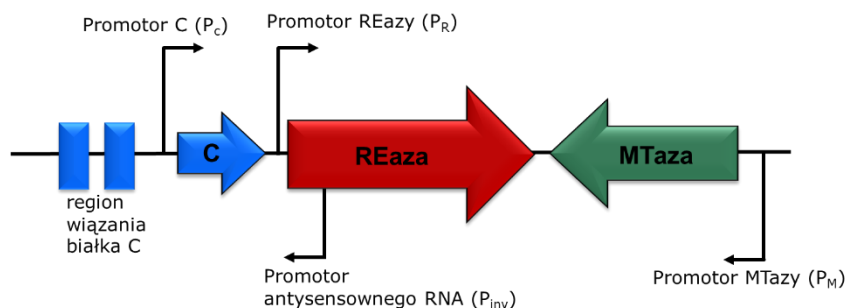 Promotor C (Pc)
Promotor REazy (PR)
C
REaza
MTaza
region
wiązania
białka C
Promotor
antysensownego RNA (Pinv)
Promotor MTazy (PM)